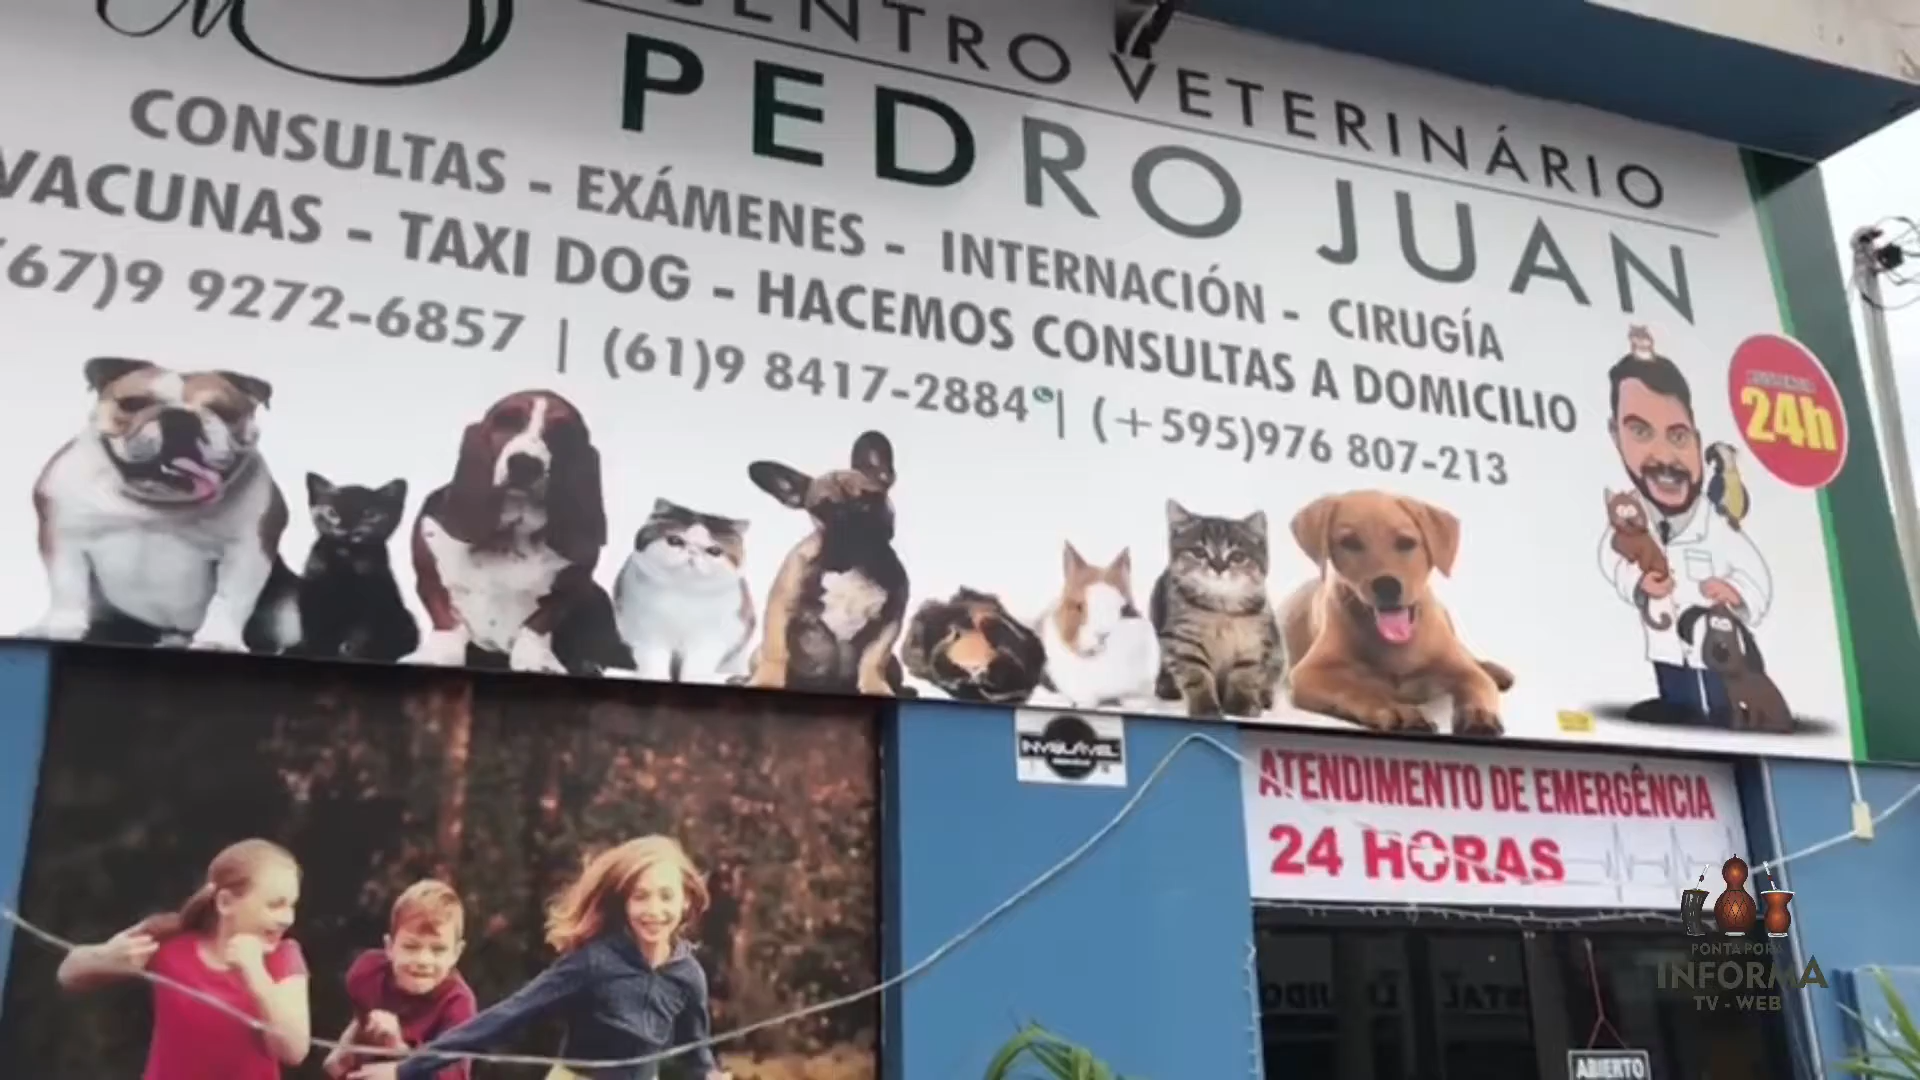 CENTRO VETERINÁRIO
PEDRO JUAN
CONSULTAS - EXÁMENES - INTERNACIÓN - CIRUGÍA
VACUNAS - TAXI DOG - HACEMOS CONSULTAS A DOMICILIO
(67)9 9272-6857 | (61)9 8417-2884 | (+595)976 807-213
24h
INVIOLÁVEL
ATENDIMENTO DE EMERGÊNCIA
24 HORAS
PONTA PORÃ
INFORMA
TV - WEB
ABIERTO